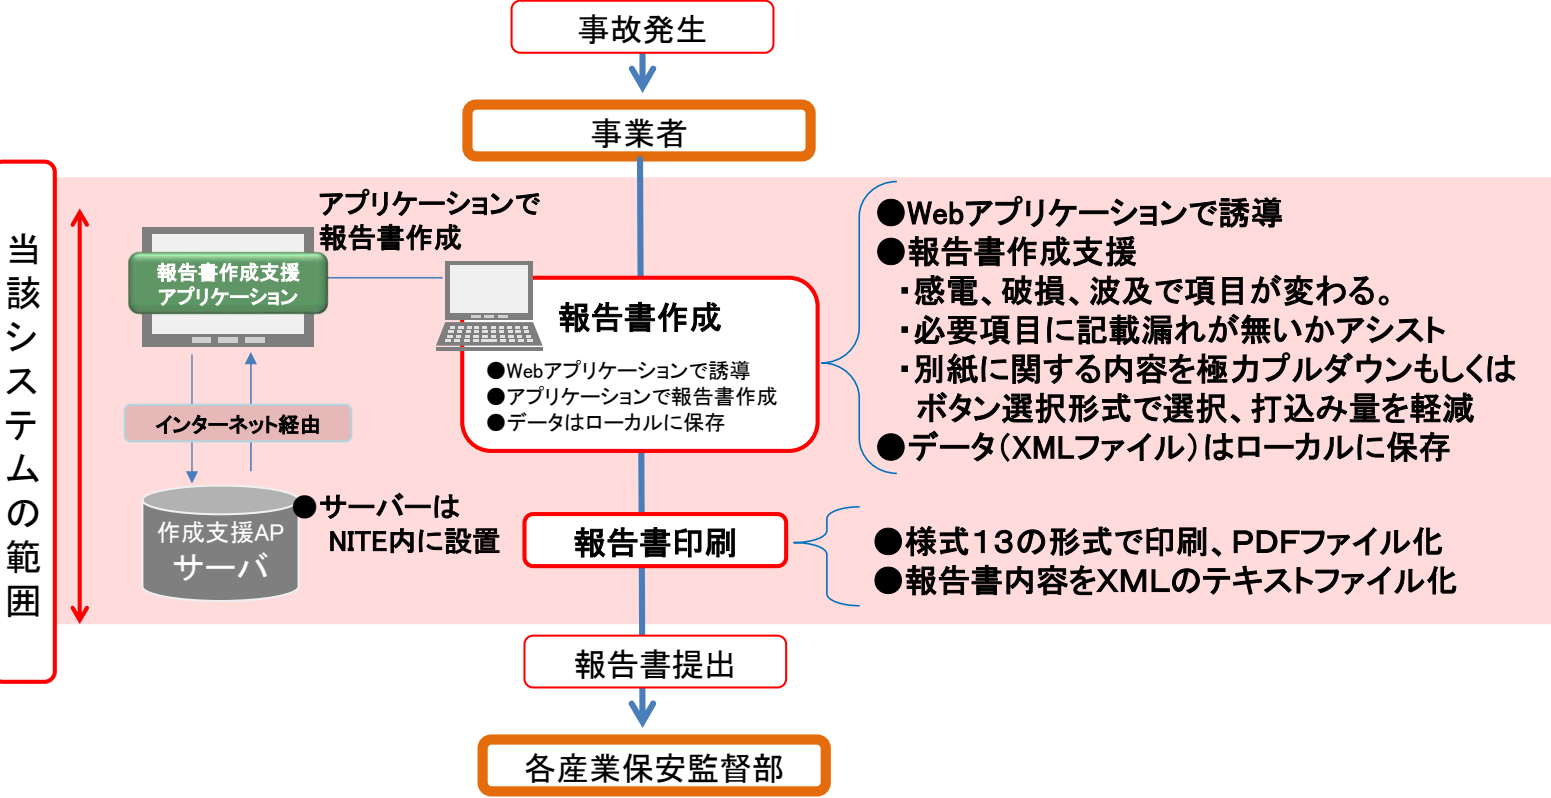 事故発生
事業者
当該システムの範囲
アプリケーションで
報告書作成
報告書作成支援
アプリケーション
インターネット経由
作成支援AP
サーバ
●サーバーは
NITE内に設置
報告書作成
●Webアプリケーションで誘導
●アプリケーションで報告書作成
●データはローカルに保存
●Webアプリケーションで誘導
●報告書作成支援
・感電、破損、波及で項目が変わる。
・必要項目に記載漏れが無いかアシスト
・別紙に関する内容を極力プルダウンもしくは
ボタン選択形式で選択、打込み量を軽減
●データ（XMLファイル）はローカルに保存
報告書印刷
●様式１３の形式で印刷、ＰＤＦファイル化
●報告書内容をＸＭＬのテキストファイル化
報告書提出
各産業保安監督部